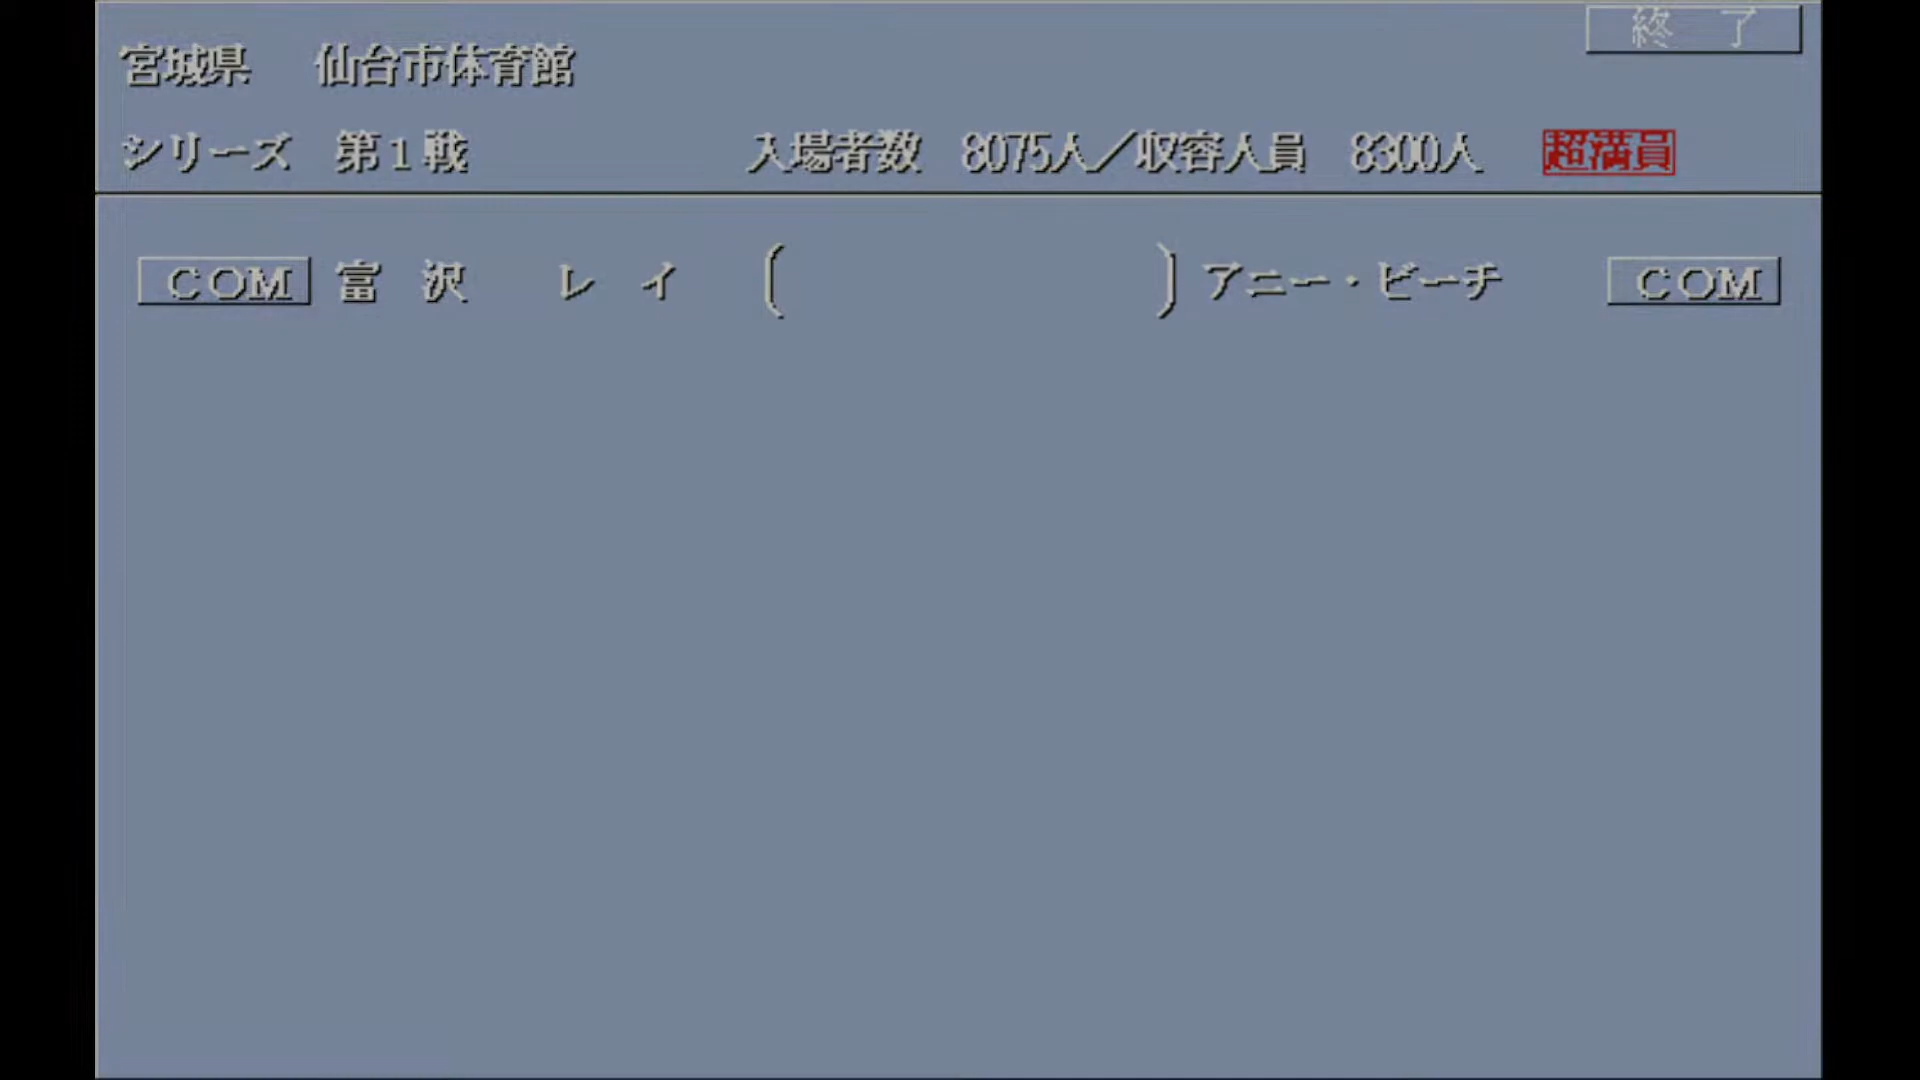 終 了
宮城県 仙台市体育館
シリーズ 第1戦 入場者数 8075人／収容人員 8300人 超満員
COM 富 沢 レ イ ( ) アニー・ビーチ COM